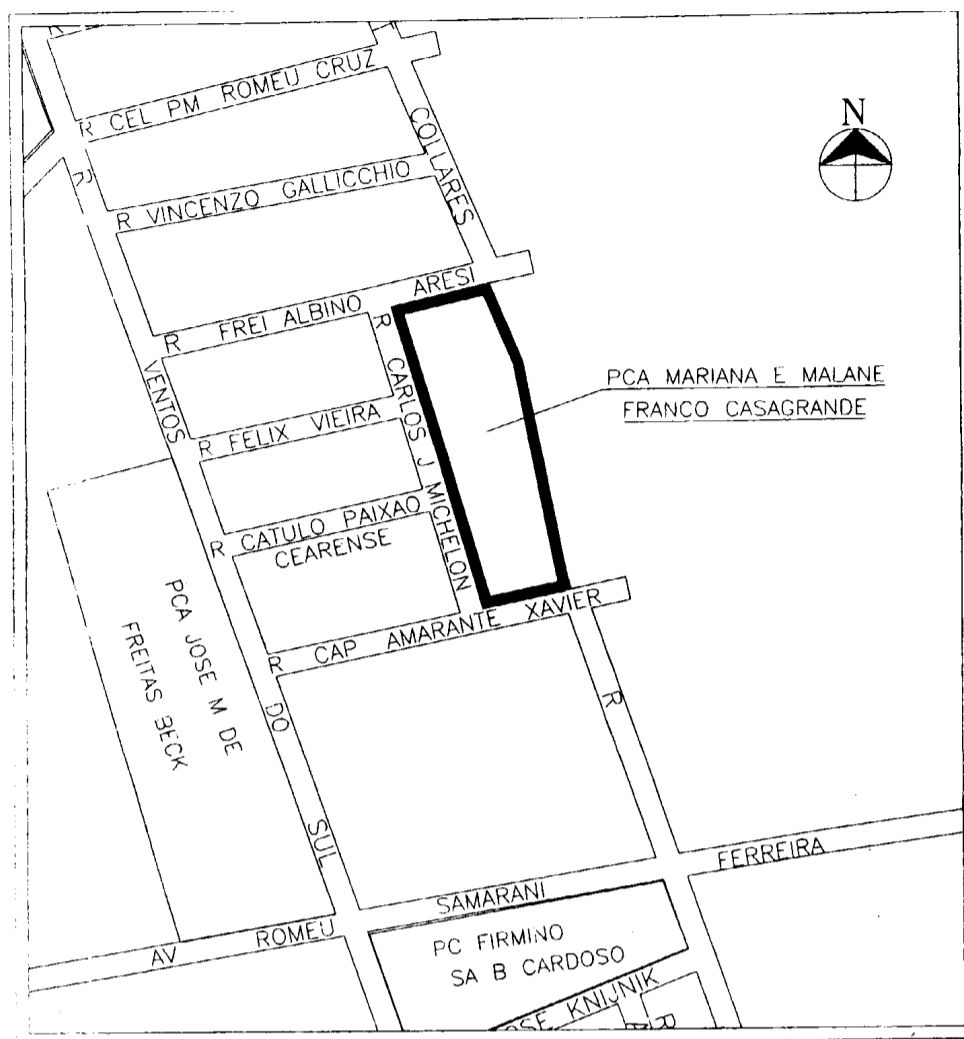 R CEL PM ROMEU CRUZ
COLLARES
N
R VINCENZO GALLICCHIO
R FREI ALBINO ARESI
R VENTOS DO SUL
R CARLOS J MICHELON
PCA MARIANA E MALANE
FRANCO CASAGRANDE
R FELIX VIEIRA
R CATULO PAIXAO
CEARENSE
PCA JOSE M DE
FREITAS BECK
R CAP AMARANTE XAVIER
R
AV ROMEU SAMARANI FERREIRA
PC FIRMINO
SA B CARDOSO
OSE KNIJNIK
R